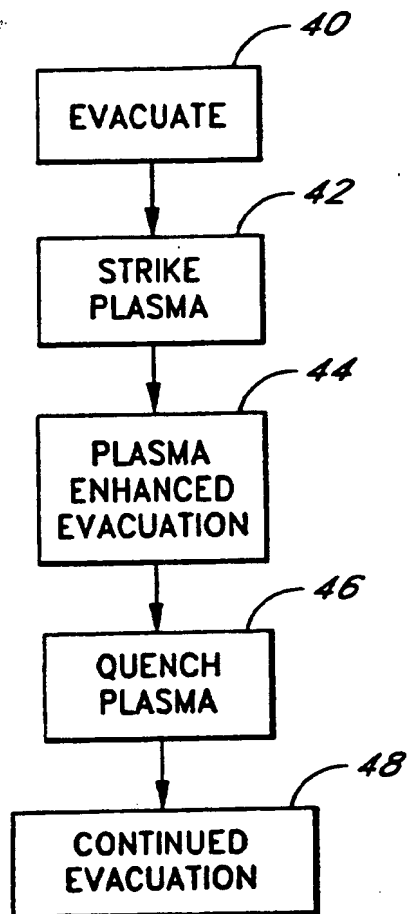 40
EVACUATE
42
STRIKE
PLASMA
44
PLASMA
ENHANCED
EVACUATION
46
QUENCH
PLASMA
48
CONTINUED
EVACUATION